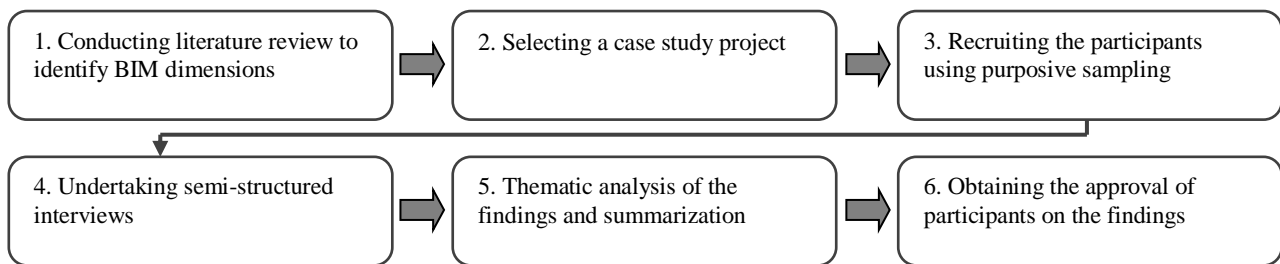 1. Conducting literature review to
identify BIM dimensions
2. Selecting a case study project
3. Recruiting the participants
using purposive sampling
4. Undertaking semi-structured
interviews
5. Thematic analysis of the
findings and summarization
6. Obtaining the approval of
participants on the findings